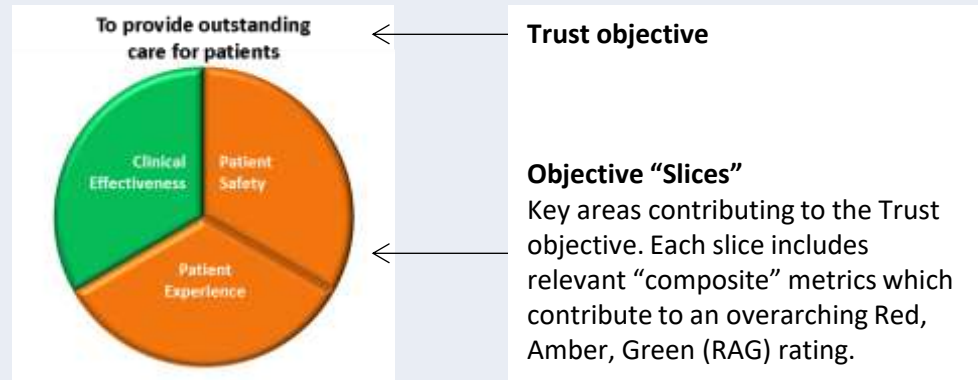 To provide outstanding
care for patients
Clinical
Effectiveness
Patient
Safety
Patient
Experience
Trust objective
Objective “Slices”
Key areas contributing to the Trust
objective. Each slice includes
relevant “composite” metrics which
contribute to an overarching Red,
Amber, Green (RAG) rating.